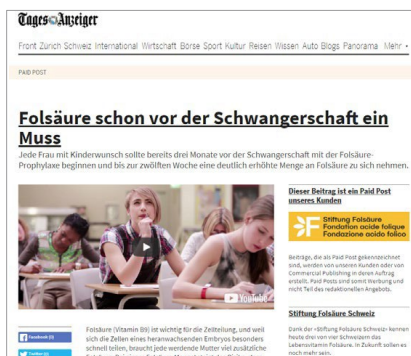 Tages-Anzeiger
Front Zürich Schweiz International Wirtschaft Börse Sport Kultur Reisen Wissen Auto Blogs Panorama Mehr
PAID POST
Folsäure schon vor der Schwangerschaft ein
Muss
Jede Frau mit Kinderwunsch sollte bereits drei Monate vor der Schwangerschaft mit der Folsäure-
Prophylaxe beginnen und bis zur zwölften Woche eine deutlich erhöhte Menge an Folsäure zu sich nehmen.
YouTube
Facebook (0)
Twitter (0)
Folsäure (Vitamin B9) ist wichtig für die Zellteilung, und weil
sich die Zellen eines heranwachsenden Embryos besonders
schnell teilen, braucht jede werdende Mutter viel zusätzliche
Dieser Beitrag ist ein Paid Post
unseres Kunden
Stiftung Folsäure
Fondation acide folique
Fondazione acido folico
Beiträge, die als Paid Post gekennzeichnet
sind, werden von unseren Kunden oder von
Commercial Publishing in deren Auftrag
erstellt. Paid Posts sind somit Werbung und
nicht Teil des redaktionellen Angebots.
Stiftung Folsäure Schweiz
Dank der «Stiftung Folsäure Schweiz» kennen
heute drei von vier Schweizern das
Lebensvitamin Folsäure. In Zukunft sollen es
noch mehr sein.